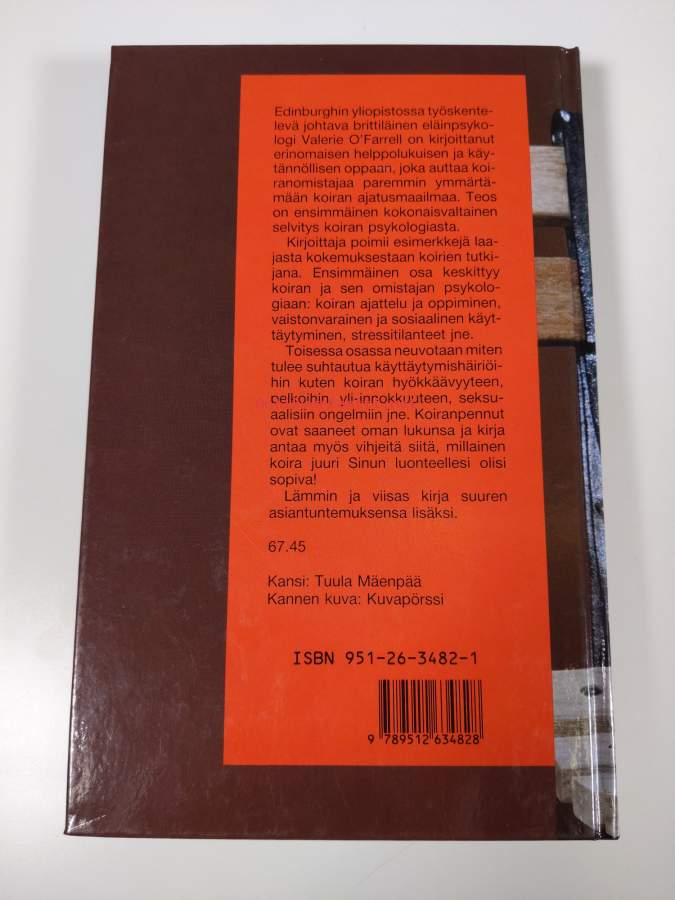 Edinburghin yliopistossa työskente-
levä johtava brittiläinen eläinpsyko-
logi Valerie O'Farrell on kirjoittanut
erinomaisen helppolukuisen ja käy-
tännöllisen oppaan, joka auttaa koi-
ranomistajaa paremmin ymmärtä-
mään koiran ajatusmaailmaa. Teos
on ensimmäinen kokonaisvaltainen
selvitys koiran psykologiasta.
Kirjoittaja poimii esimerkkejä laa-
jasta kokemuksestaan koirien tutki-
jana. Ensimmäinen osa keskittyy
koiran ja sen omistajan psykolo-
giaan: koiran ajattelu ja oppiminen,
vaistonvarainen ja sosiaalinen käyt-
täytyminen, stressitilanteet jne.
Toisessa osassa neuvotaan miten
tulee suhtautua käyttäytymishäiriöi-
hin kuten koiran hyökkäävyyteen,
pelkoihin, yli-innokkuuteen, seksu-
aalisiin ongelmiin jne. Koiranpennut
ovat saaneet oman lukunsa ja kirja
antaa myös vihjeitä siitä, millainen
koira juuri Sinun luonteellesi olisi
sopiva!
Lämmin ja viisas kirja suuren
asiantuntemuksensa lisäksi.
67.45
Kansi: Tuula Mäenpää
Kannen kuva: Kuvapörssi
ISBN 951-26-3482-1
9 789512 634828